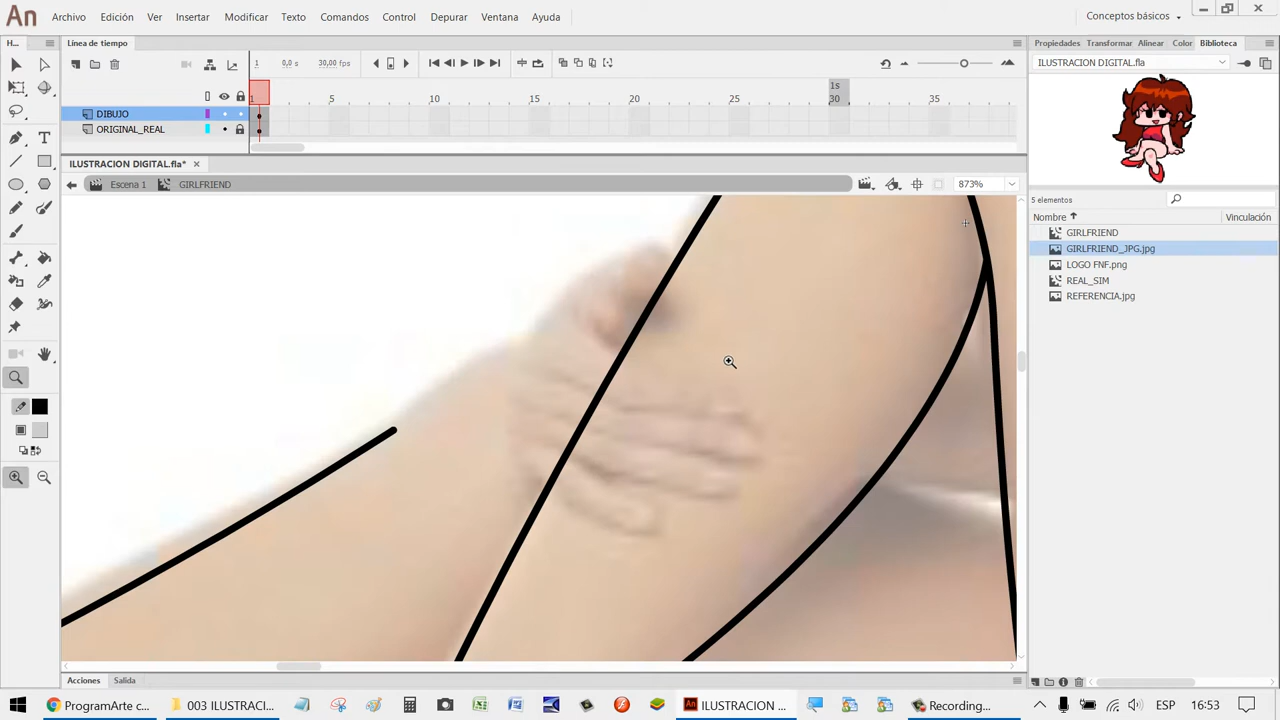 An Archivo Edición Ver Insertar Modificar Texto Comandos Control Depurar Ventana Ayuda Conceptos básicos
H... Línea de tiempo Propiedades Transformar Alinear Color Biblioteca
1 0,0 s 30,00 fps ILUSTRACION DIGITAL.fla
1s
1 5 10 15 20 25 30 35
DIBUJO
ORIGINAL_REAL
ILUSTRACION DIGITAL.fla*
Escena 1 GIRLFRIEND 873%
5 elementos
Nombre Vinculación
GIRLFRIEND
GIRLFRIEND_JPG.jpg
LOGO FNF.png
REAL_SIM
REFERENCIA.jpg
Acciones Salida
ProgramArte c... 003 ILUSTRACI... ILUSTRACION ... Recording... ESP 16:53